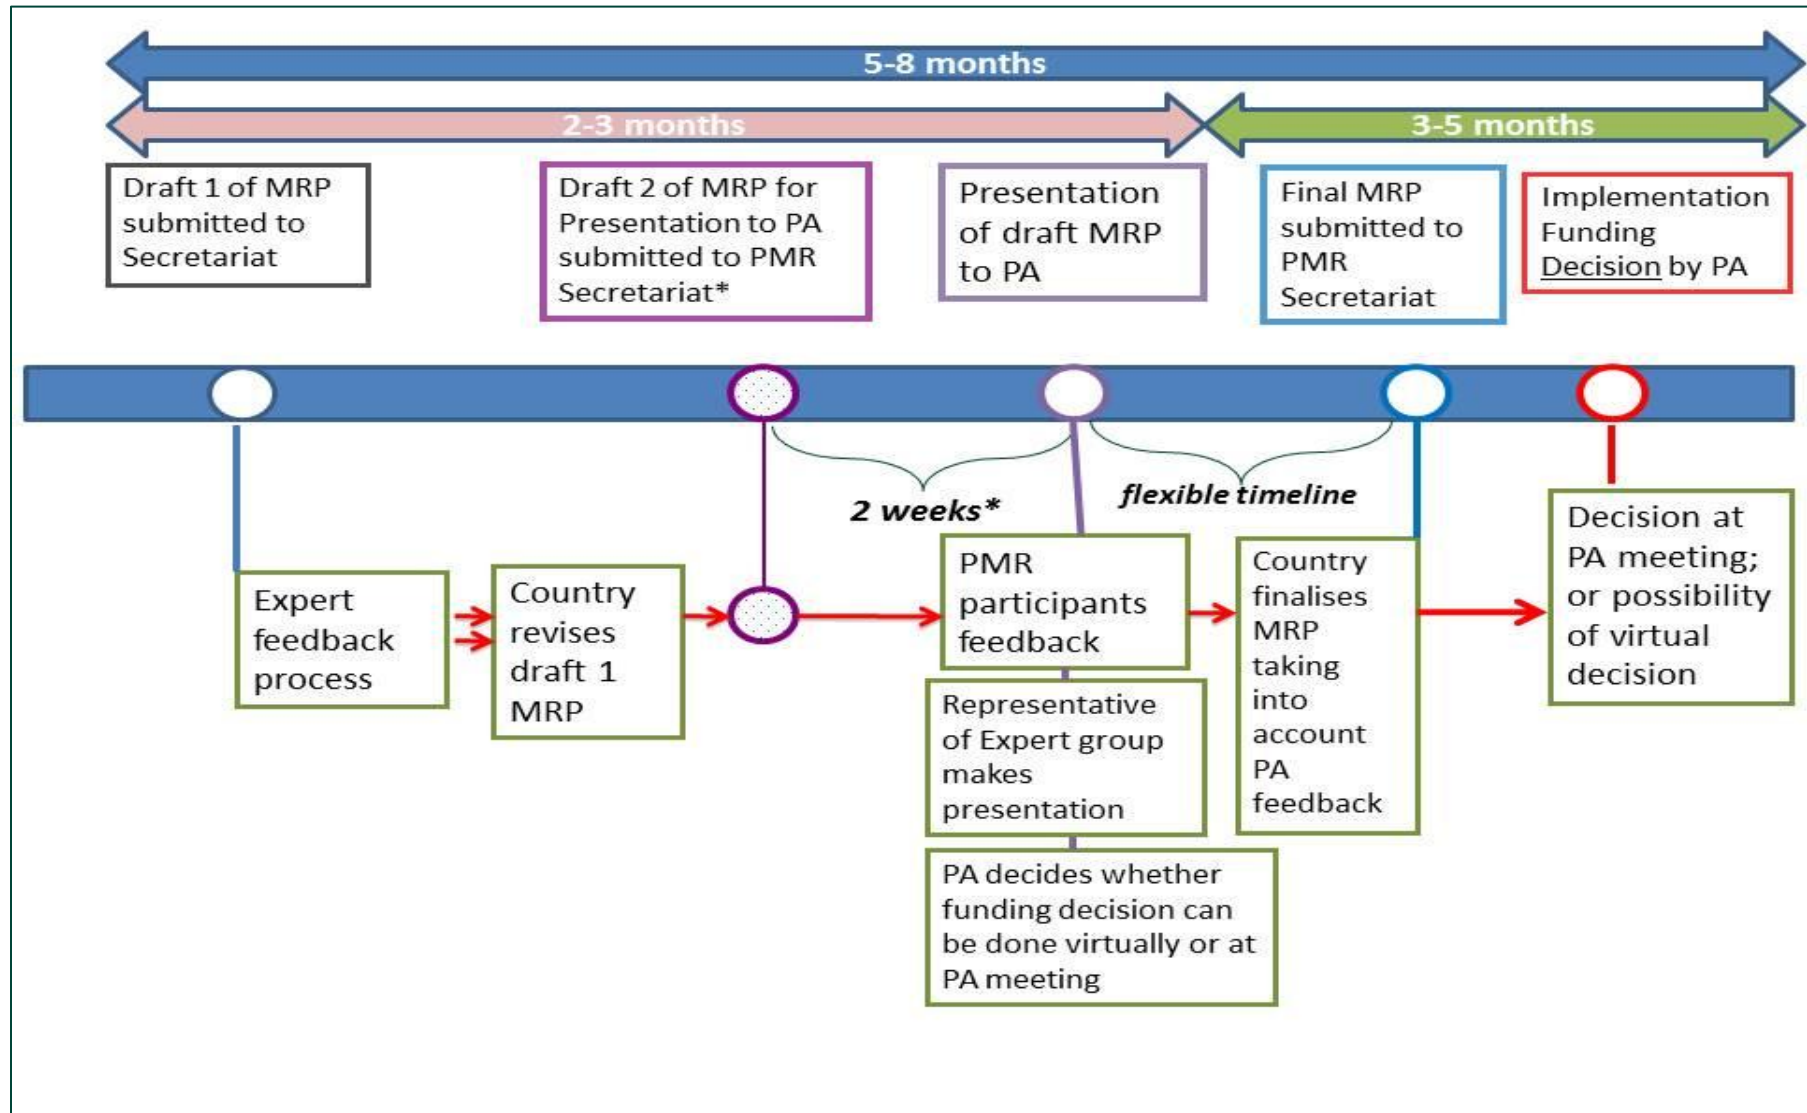 5-8 months
2-3 months
3-5 months
Draft 1 of MRP
submitted to
Secretariat
Draft 2 of MRP for
Presentation to PA
submitted to PMR
Secretariat*
Presentation
of draft MRP
to PA
Final MRP
submitted to
PMR
Secretariat
Implementation
Funding
Decision by PA
2 weeks*
flexible timeline
Expert
feedback
process
Country
revises
draft 1
MRP
PMR
participants
feedback
Representative
of Expert group
makes
presentation
PA decides whether
funding decision can
be done virtually or at
PA meeting
Country
finalises
MRP
taking
into
account
PA
feedback
Decision at
PA meeting;
or possibility
of virtual
decision